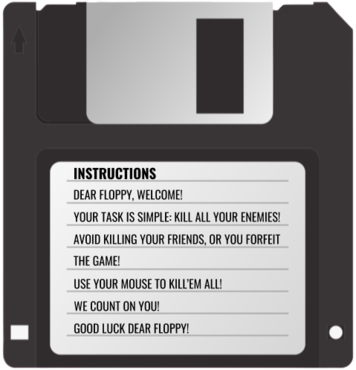 INSTRUCTIONS
DEAR FLOPPY, WELCOME!
YOUR TASK IS SIMPLE: KILL ALL YOUR ENEMIES!
AVOID KILLING YOUR FRIENDS, OR YOU FORFEIT
THE GAME!
USE YOUR MOUSE TO KILL'EM ALL!
WE COUNT ON YOU!
GOOD LUCK DEAR FLOPPY!